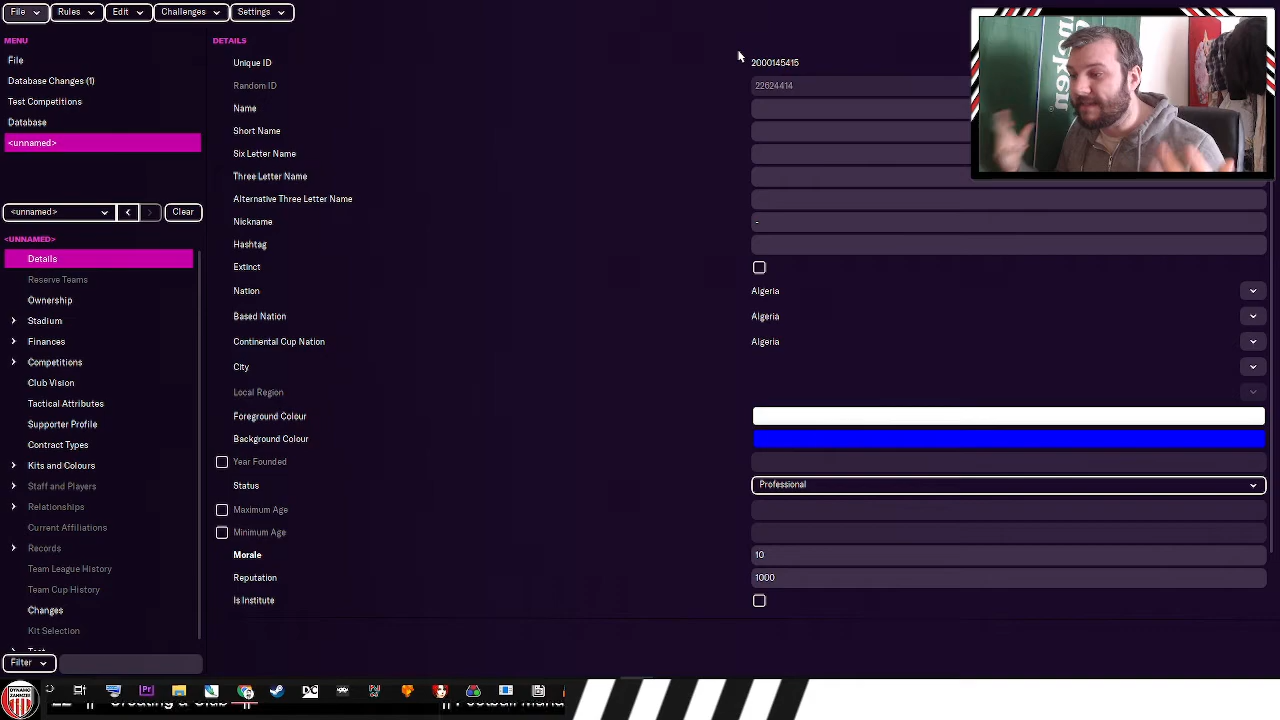 File
Rules
Edit
Challenges
Settings
MENU
File
Database Changes (1)
Test Competitions
Database
<unnamed>
<unnamed>
Clear
<UNNAMED>
Details
Reserve Teams
Ownership
Stadium
Finances
Competitions
Club Vision
Tactical Attributes
Supporter Profile
Contract Types
Kits and Colours
Staff and Players
Relationships
Current Affiliations
Records
Team League History
Team Cup History
Changes
Kit Selection
Filter
DETAILS
Unique ID 2000145415
Random ID 22624414
Name
Short Name
Six Letter Name
Three Letter Name
Alternative Three Letter Name
Nickname -
Hashtag
Extinct
Nation Algeria
Based Nation Algeria
Continental Cup Nation Algeria
City
Local Region
Foreground Colour
Background Colour
Year Founded
Status Professional
Maximum Age
Minimum Age
Morale 10
Reputation 1000
Is Institute
DC
Pr